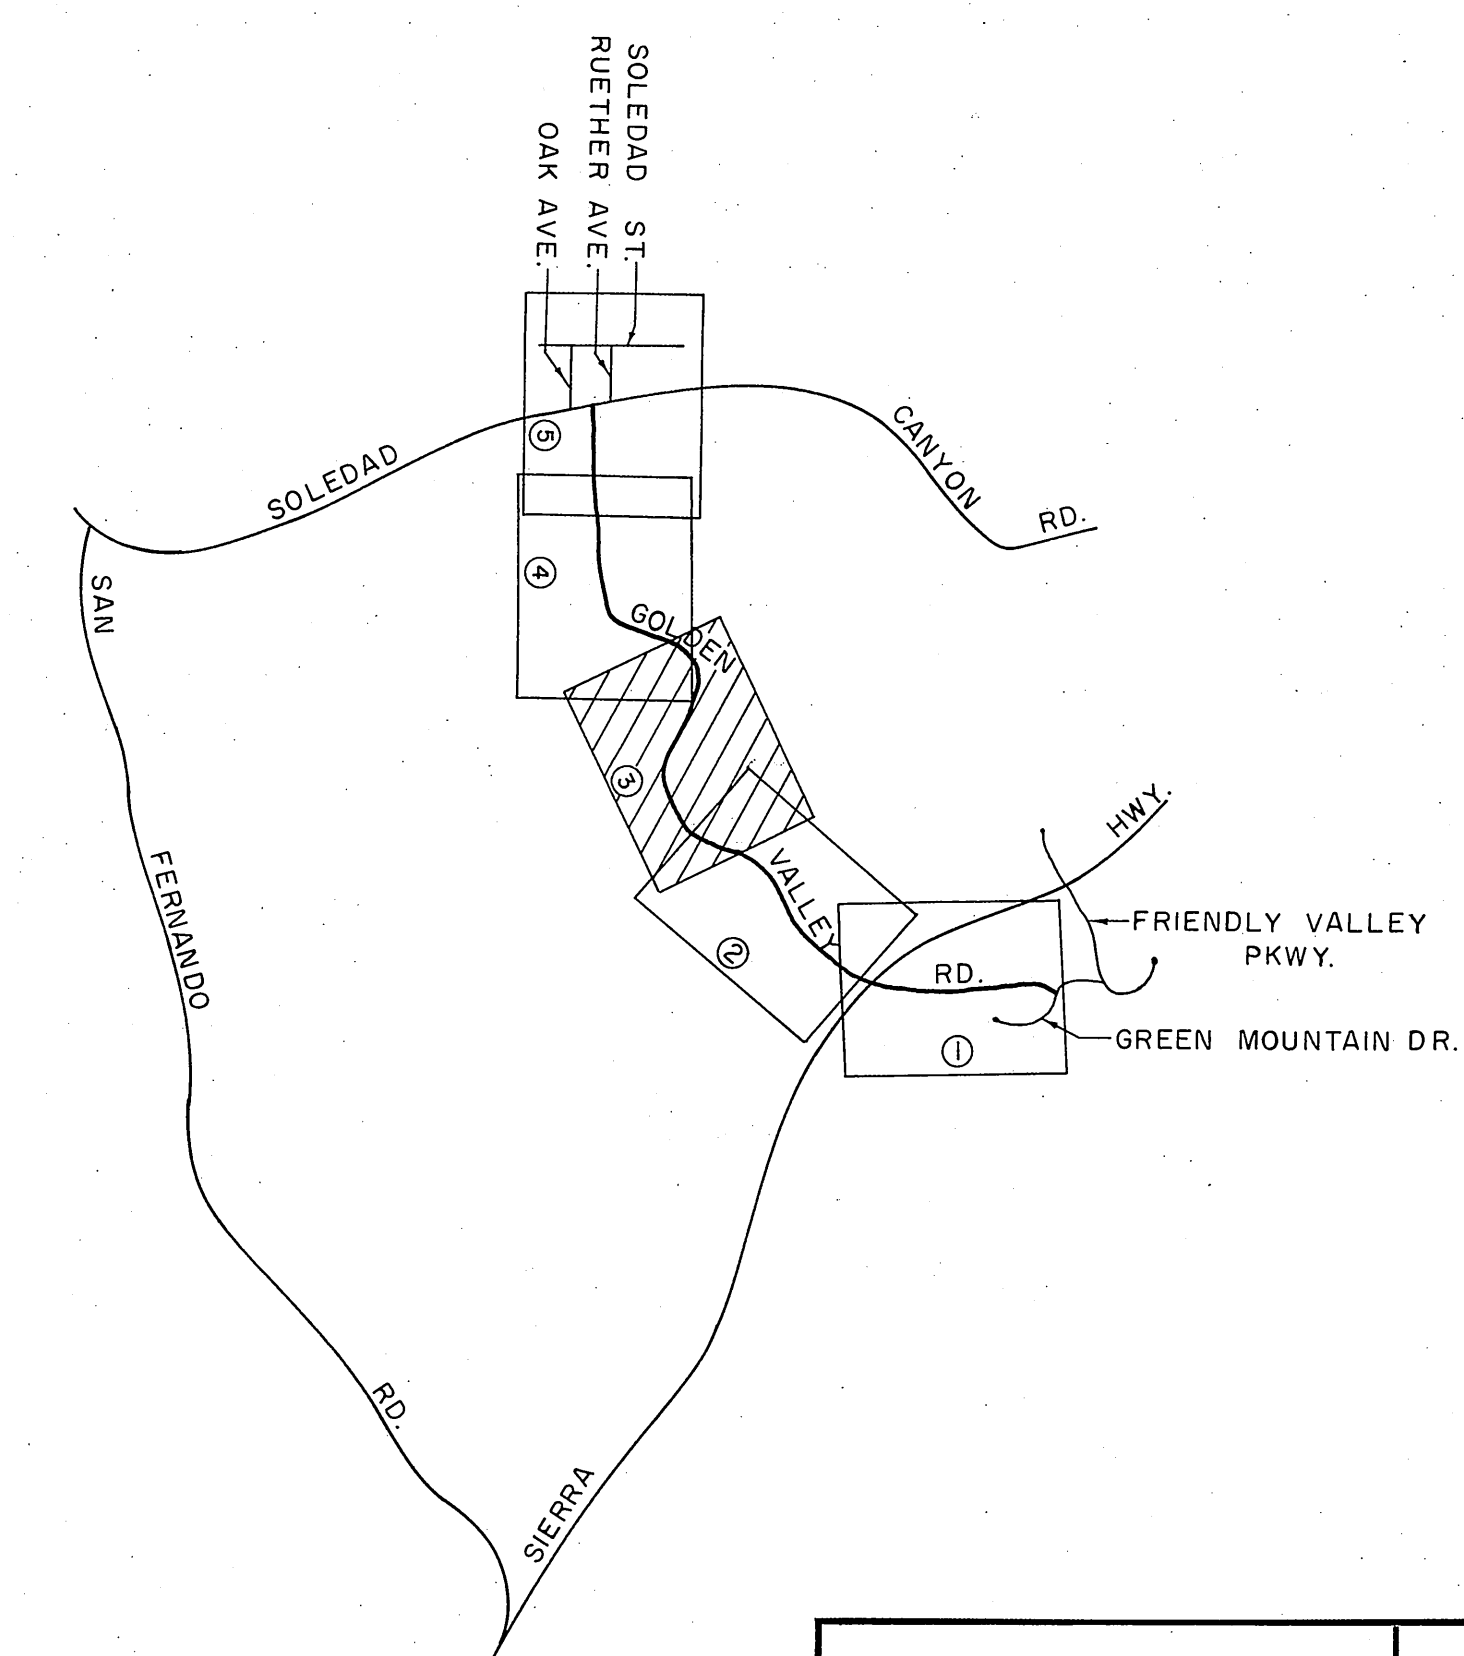 SOLEDAD ST.
RUETHER AVE.
OAK AVE.
SOLEDAD
CANYON
RD.
5
4
GOLDEN
3
VALLEY
2
RD.
1
HWY.
FRIENDLY VALLEY
PKWY.
GREEN MOUNTAIN DR.
SAN
FERNANDO
RD.
SIERRA